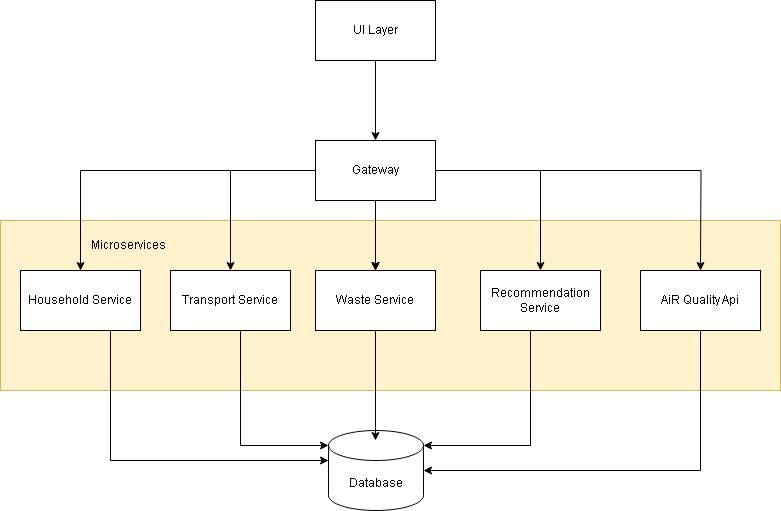 UI Layer
Gateway
Microservices
Household Service
Transport Service
Waste Service
Recommendation
Service
AiR QualityApi
Database